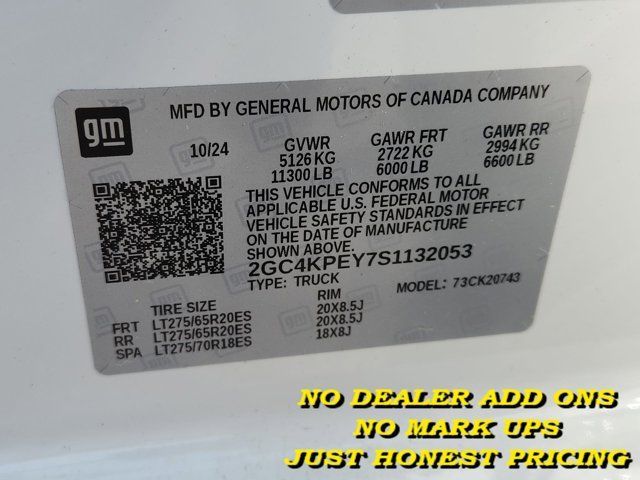 gm
MFD BY GENERAL MOTORS OF CANADA COMPANY
10/24 GVWR GAWR FRT GAWR RR
5126 KG 2722 KG 2994 KG
11300 LB 6000 LB 6600 LB
THIS VEHICLE CONFORMS TO ALL
APPLICABLE U.S. FEDERAL MOTOR
VEHICLE SAFETY STANDARDS IN EFFECT
ON THE DATE OF MANUFACTURE
SHOWN ABOVE.
2GC4KPEY7S1132053
TYPE: TRUCK MODEL: 73CK20743
TIRE SIZE RIM
FRT LT275/65R20ES 20X8.5J
RR LT275/65R20ES 20X8.5J
SPA LT275/70R18ES 18X8J
NO DEALER ADD ONS
NO MARK UPS
JUST HONEST PRICING